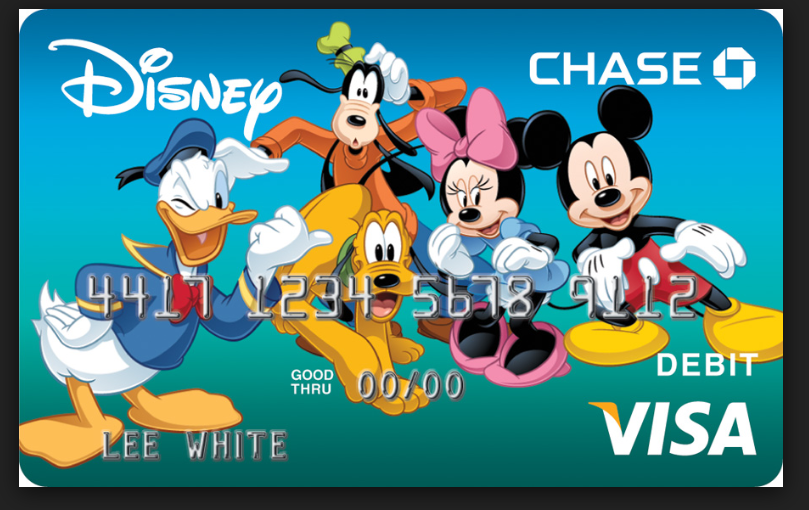 Disney
CHASE
4417 1234 5678 9112
DEBIT
GOOD
THRU 00/00
VISA
LEE WHITE